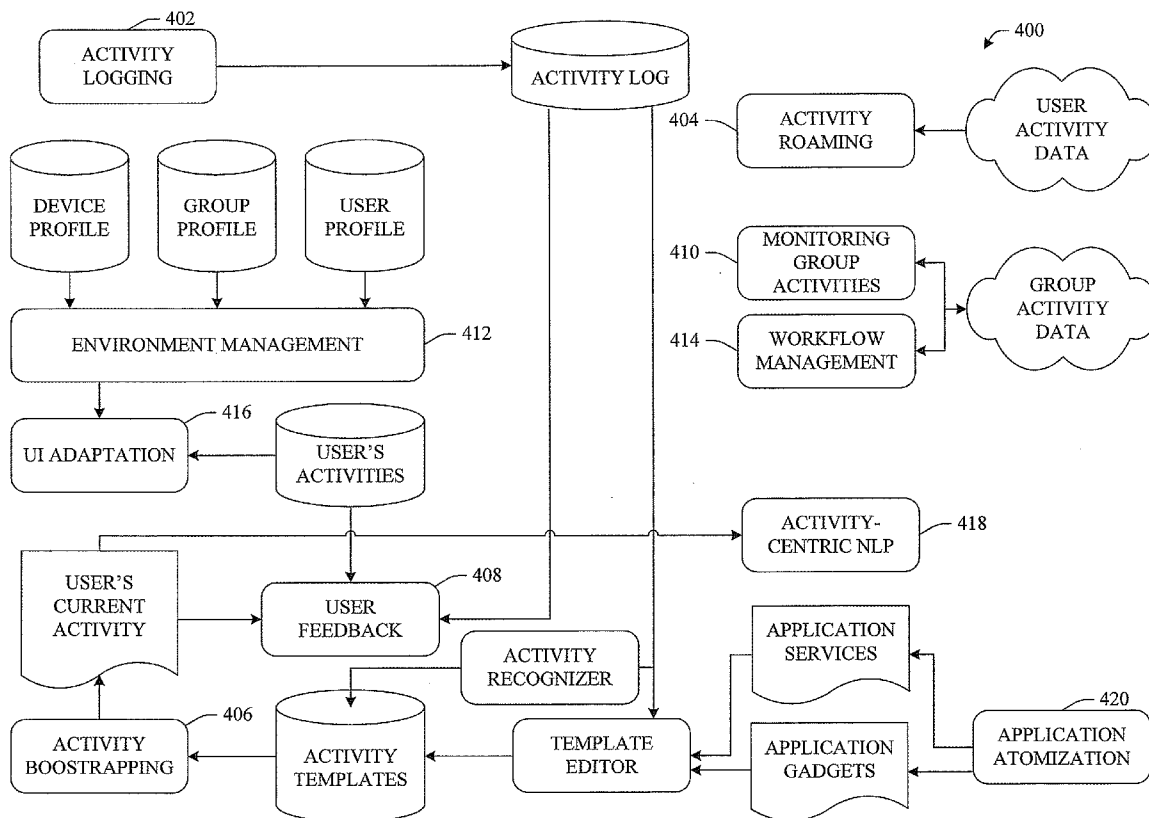 402
ACTIVITY
LOGGING
ACTIVITY LOG
400
404
ACTIVITY
ROAMING
USER
ACTIVITY
DATA
DEVICE
PROFILE
GROUP
PROFILE
USER
PROFILE
410
MONITORING
GROUP
ACTIVITIES
GROUP
ACTIVITY
DATA
414
WORKFLOW
MANAGEMENT
ENVIRONMENT MANAGEMENT
412
416
UI ADAPTATION
USER'S
ACTIVITIES
ACTIVITY-
CENTRIC NLP
418
USER'S
CURRENT
ACTIVITY
408
USER
FEEDBACK
ACTIVITY
RECOGNIZER
APPLICATION
SERVICES
406
ACTIVITY
BOOSTRAPPING
ACTIVITY
TEMPLATES
TEMPLATE
EDITOR
APPLICATION
GADGETS
420
APPLICATION
ATOMIZATION